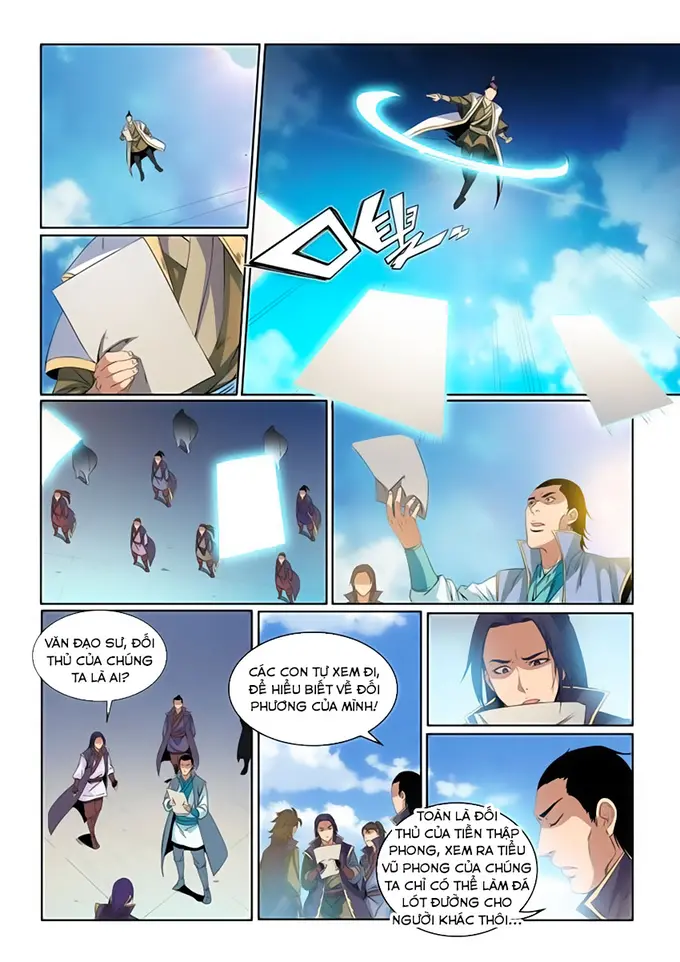 VĂN ĐẠO SƯ, ĐỐI
THỦ CỦA CHÚNG
TA LÀ AI?
CÁC CON TỰ XEM ĐI,
ĐỂ HIỂU BIẾT VỀ ĐỐI
PHƯƠNG CỦA MÌNH!
TOÀN LÀ ĐỐI
THỦ CỦA TIỀN THẬP
PHONG, XEM RA TIỂU
VŨ PHONG CỦA CHÚNG
TA CHỈ CÓ THỂ LÀM ĐÁ
LÓT ĐƯỜNG CHO
NGƯỜI KHÁC THÔI...